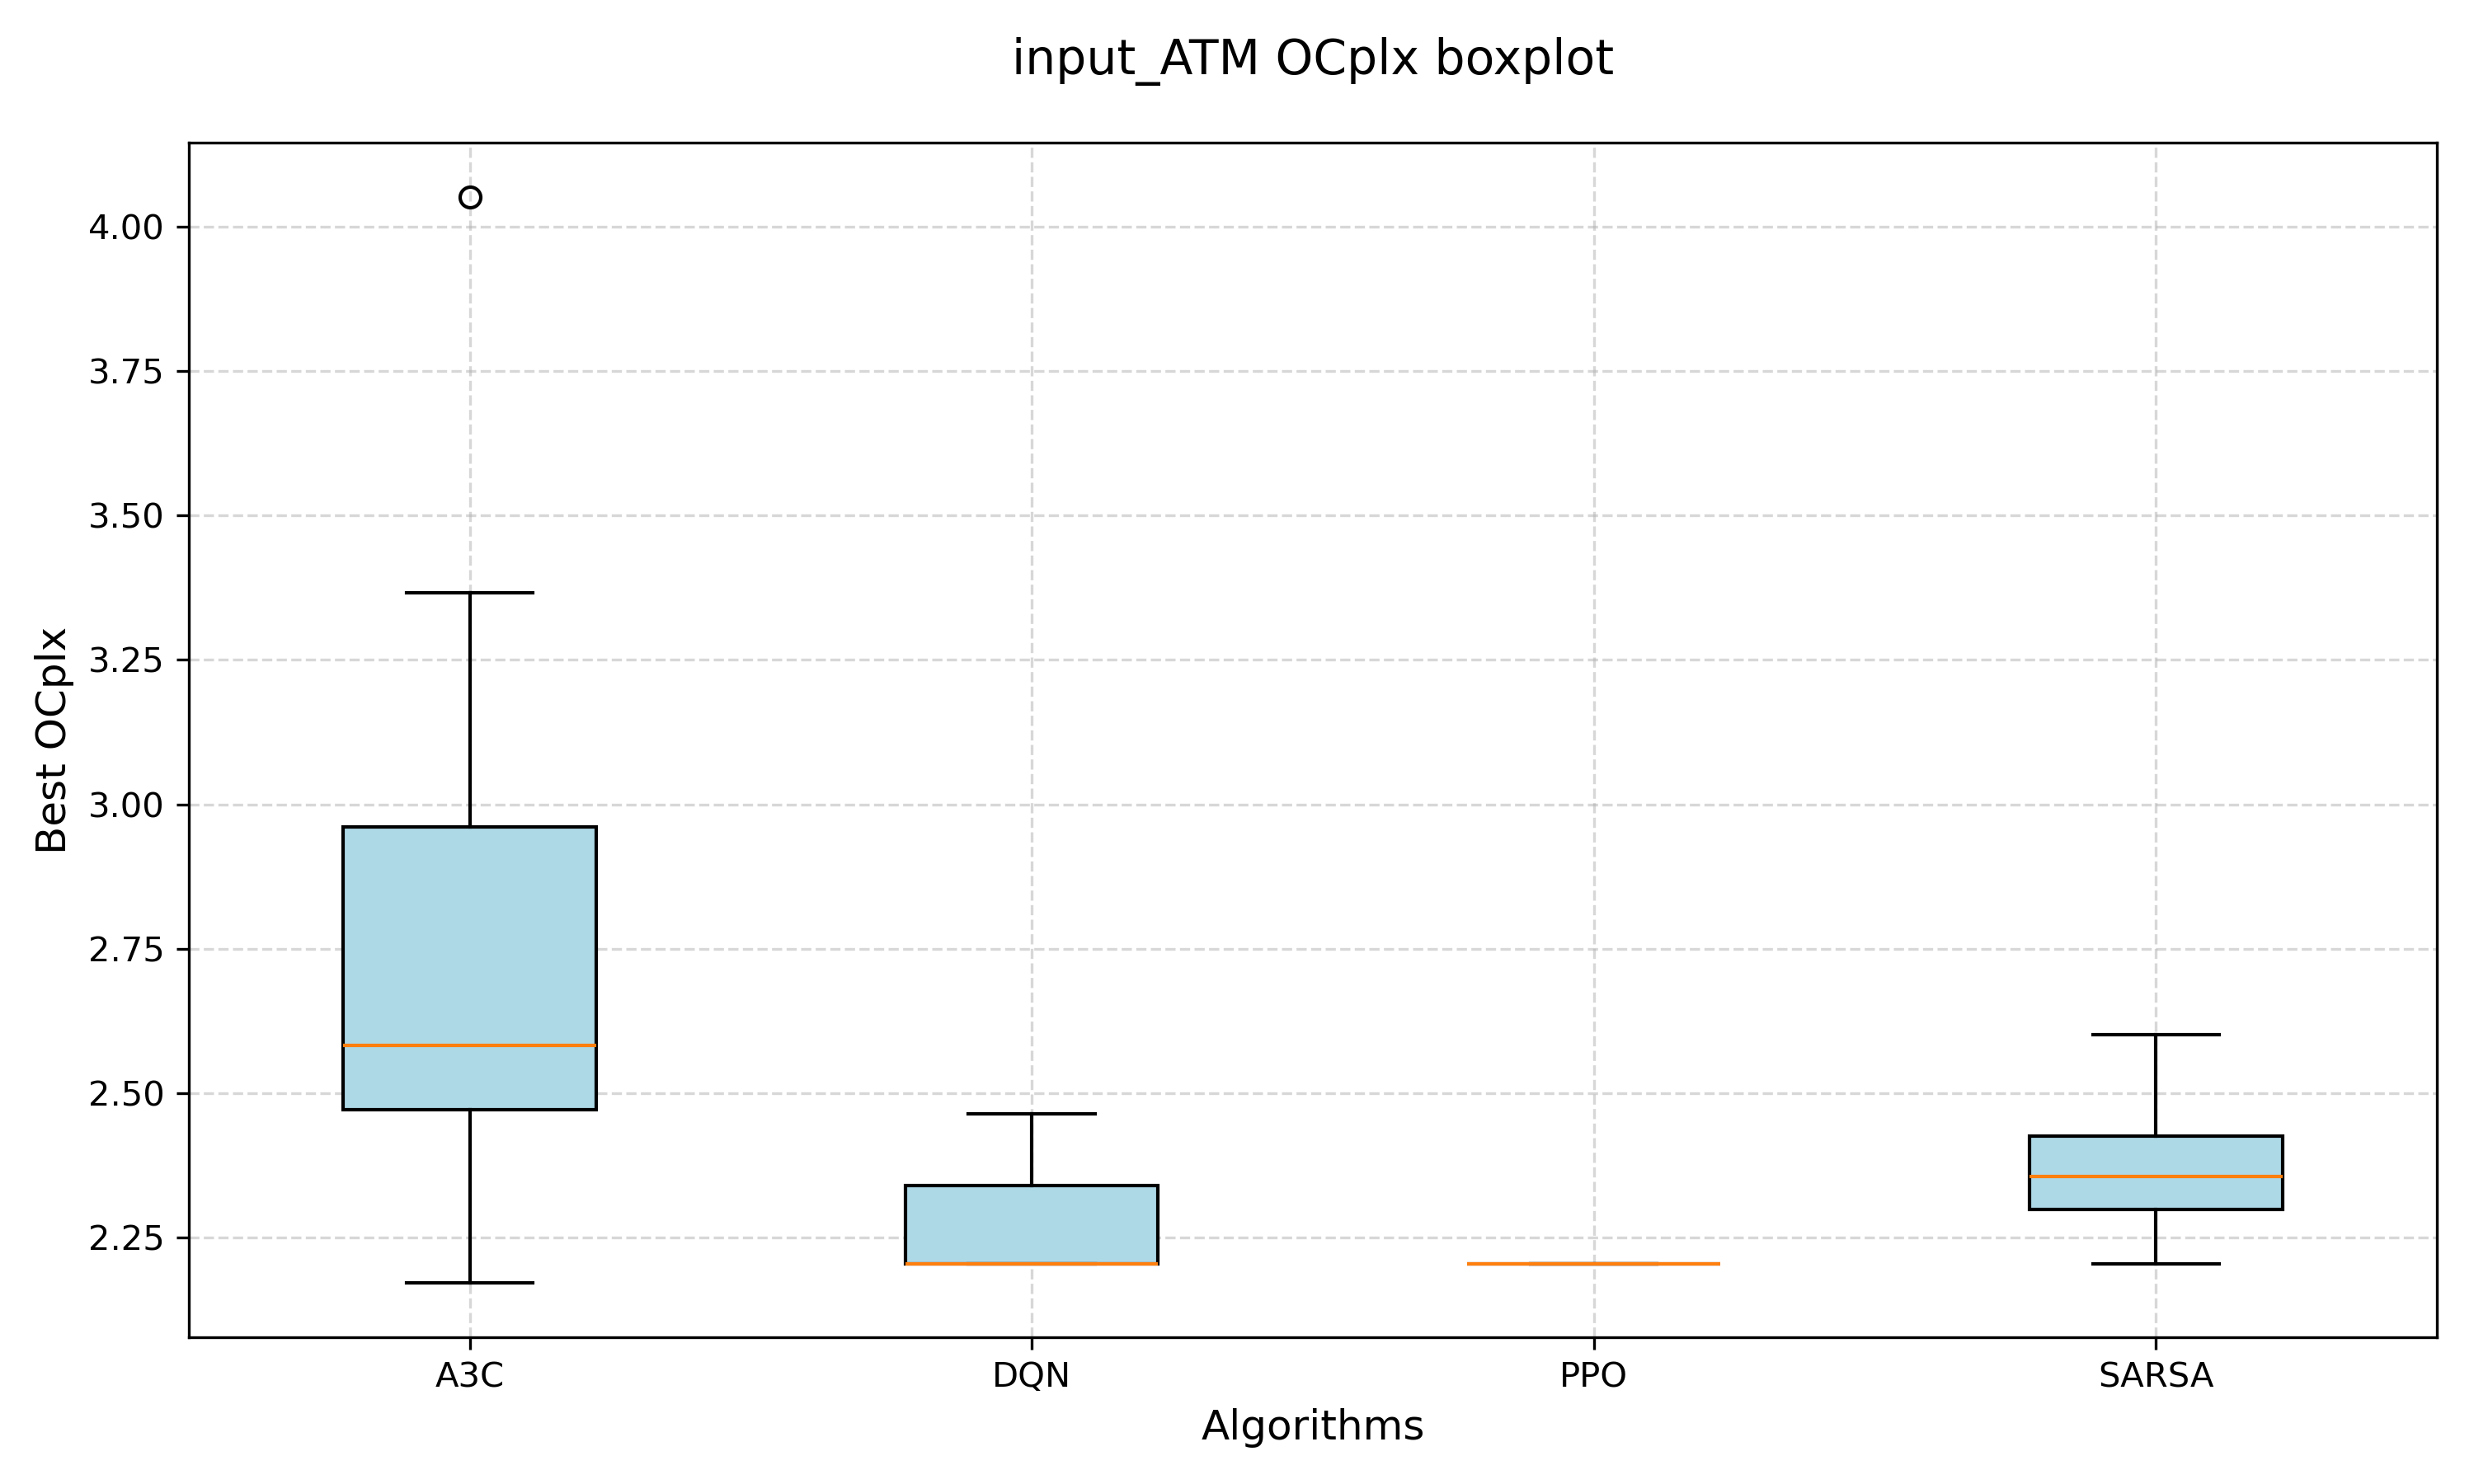 input_ATM OCplx boxplot
Best OCplx
4.00
3.75
3.50
3.25
3.00
2.75
2.50
2.25
A3C
DQN
PPO
SARSA
Algorithms